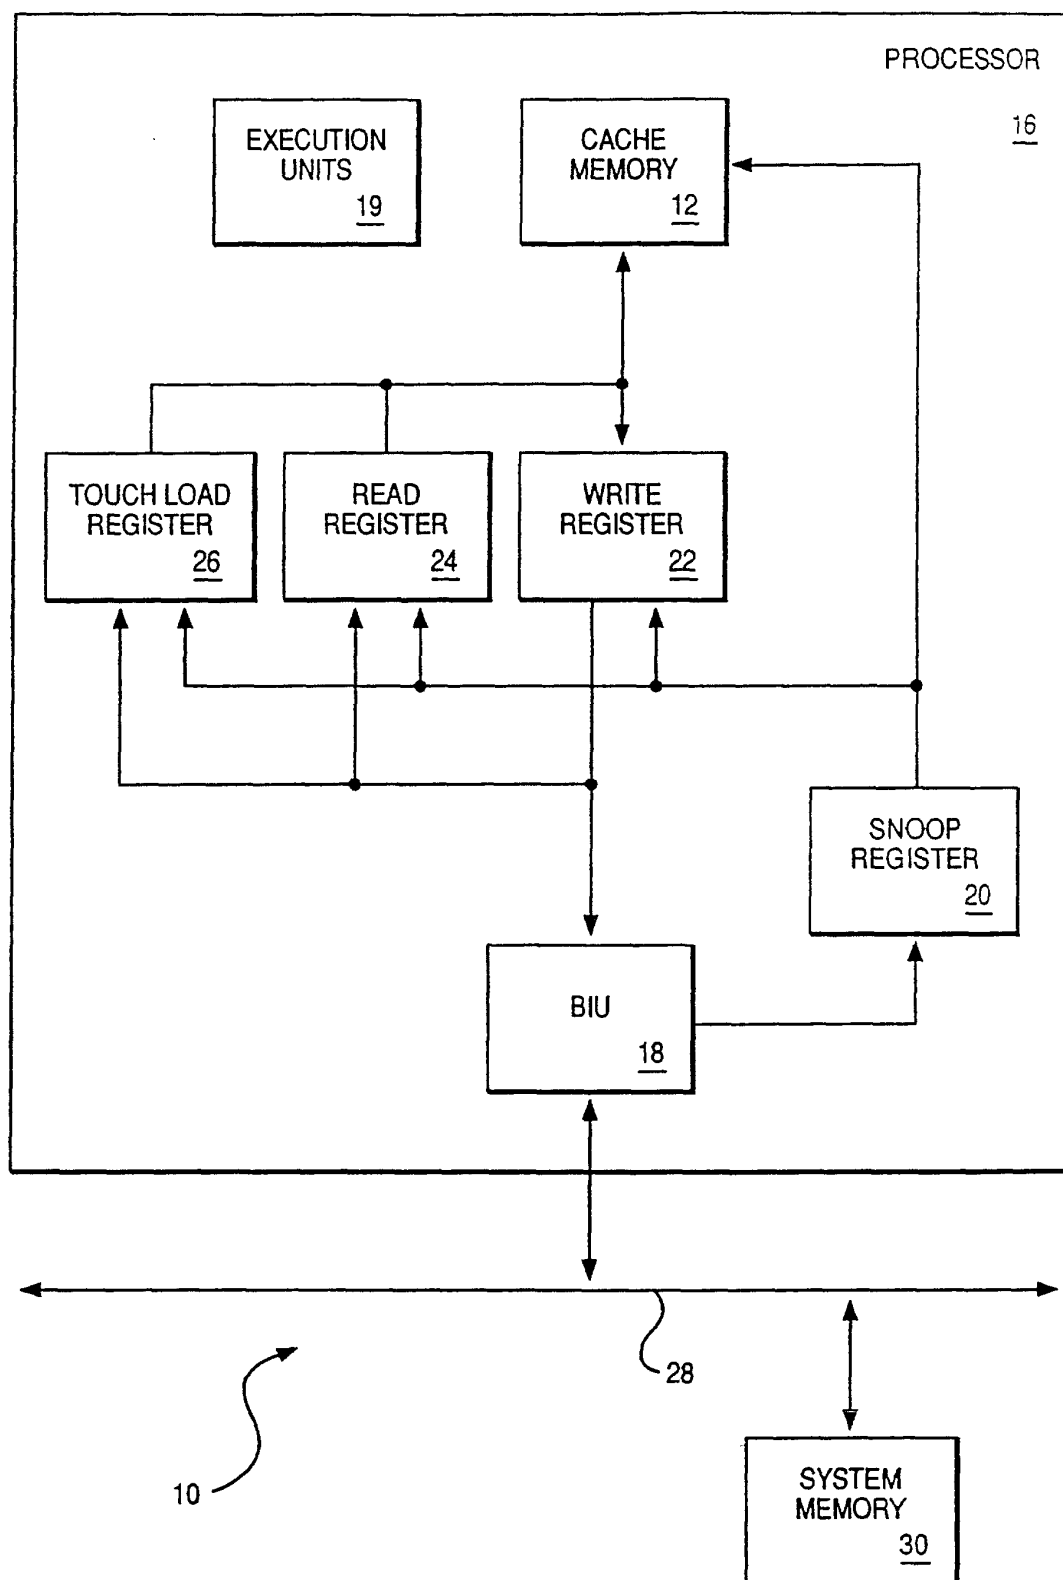 PROCESSOR
16
EXECUTION
UNITS
19
CACHE
MEMORY
12
TOUCH LOAD
REGISTER
26
READ
REGISTER
24
WRITE
REGISTER
22
SNOOP
REGISTER
20
BIU
18
28
10
SYSTEM
MEMORY
30